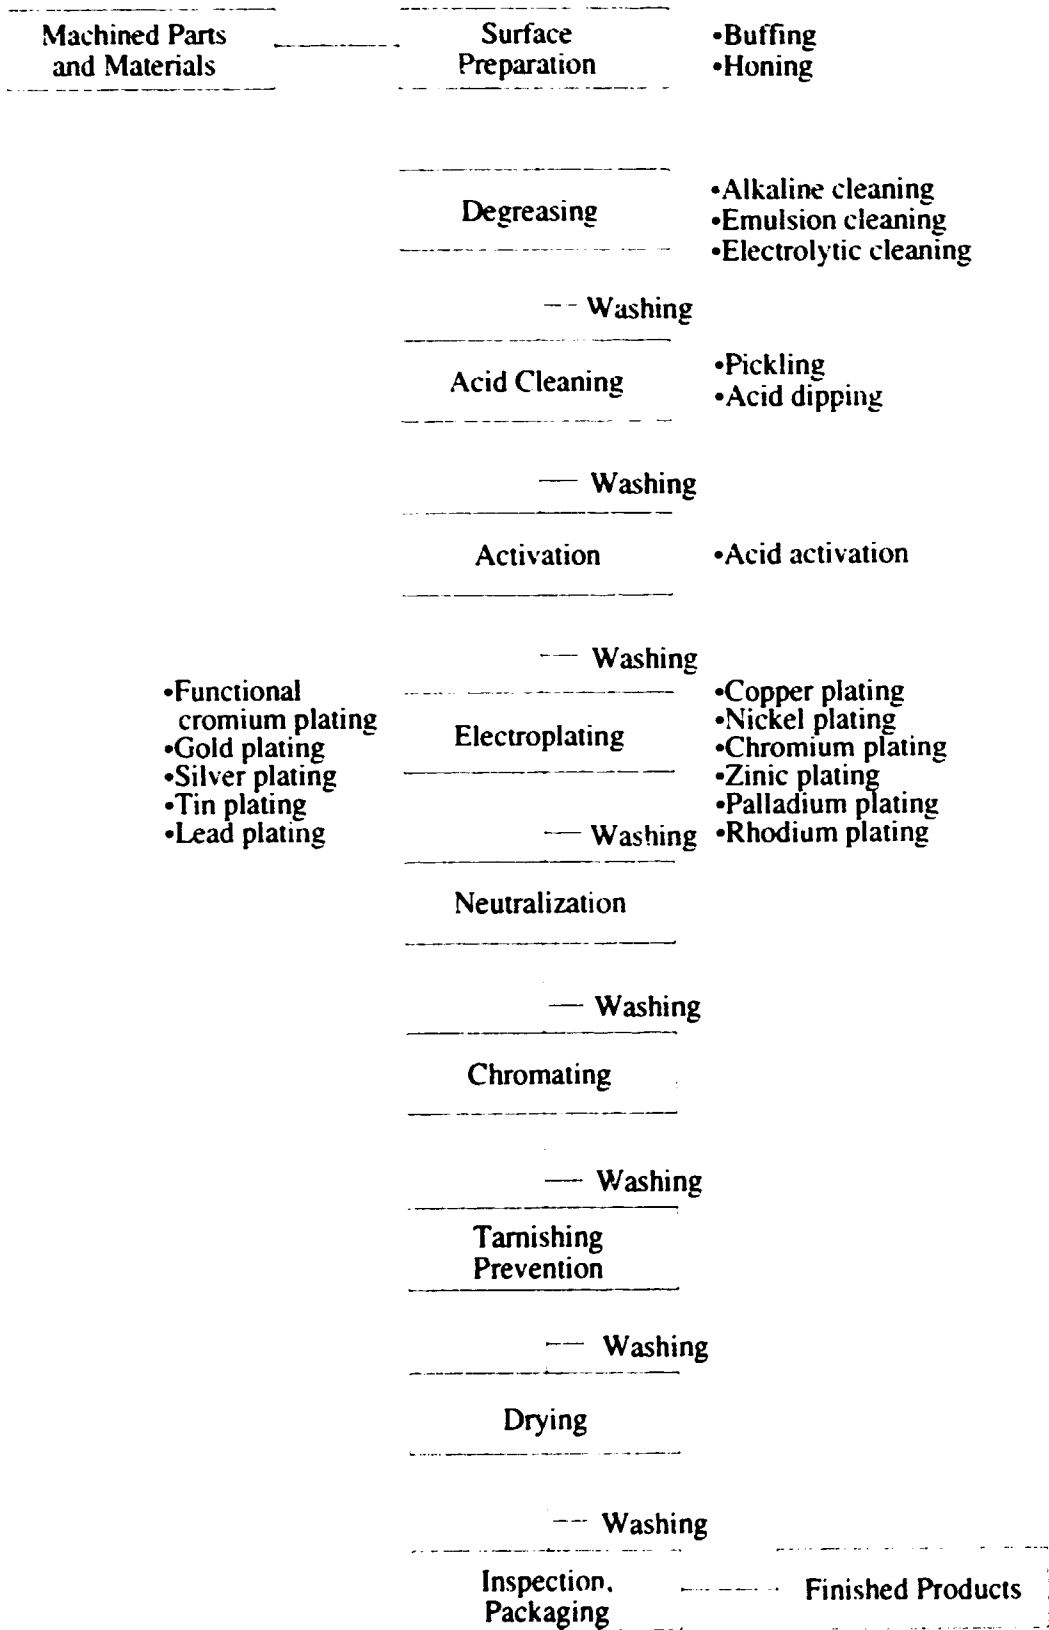 Machined Parts
and Materials
Surface
Preparation
•Buffing
•Honing
Degreasing
•Alkaline cleaning
•Emulsion cleaning
•Electrolytic cleaning
Washing
Acid Cleaning
•Pickling
•Acid dipping
Washing
Activation
•Acid activation
Washing
•Functional
cromium plating
•Gold plating
•Silver plating
•Tin plating
•Lead plating
Electroplating
•Copper plating
•Nickel plating
•Chromium plating
•Zinic plating
•Palladium plating
•Rhodium plating
Washing
Neutralization
Washing
Chromating
Washing
Tarnishing
Prevention
Washing
Drying
Washing
Inspection,
Packaging
Finished Products